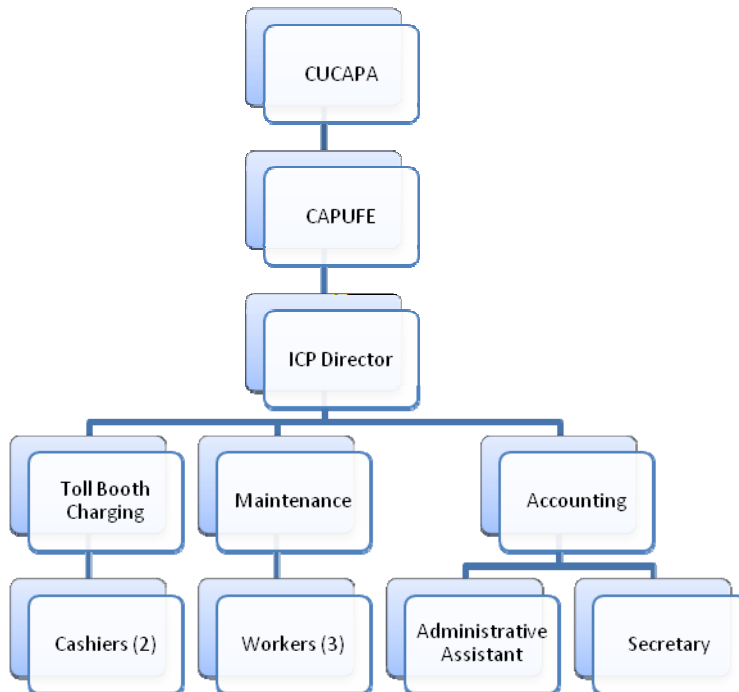 CUCAPA
CAPUFE
ICP Director
Toll Booth
Charging
Maintenance
Accounting
Cashiers (2)
Workers (3)
Administrative
Assistant
Secretary